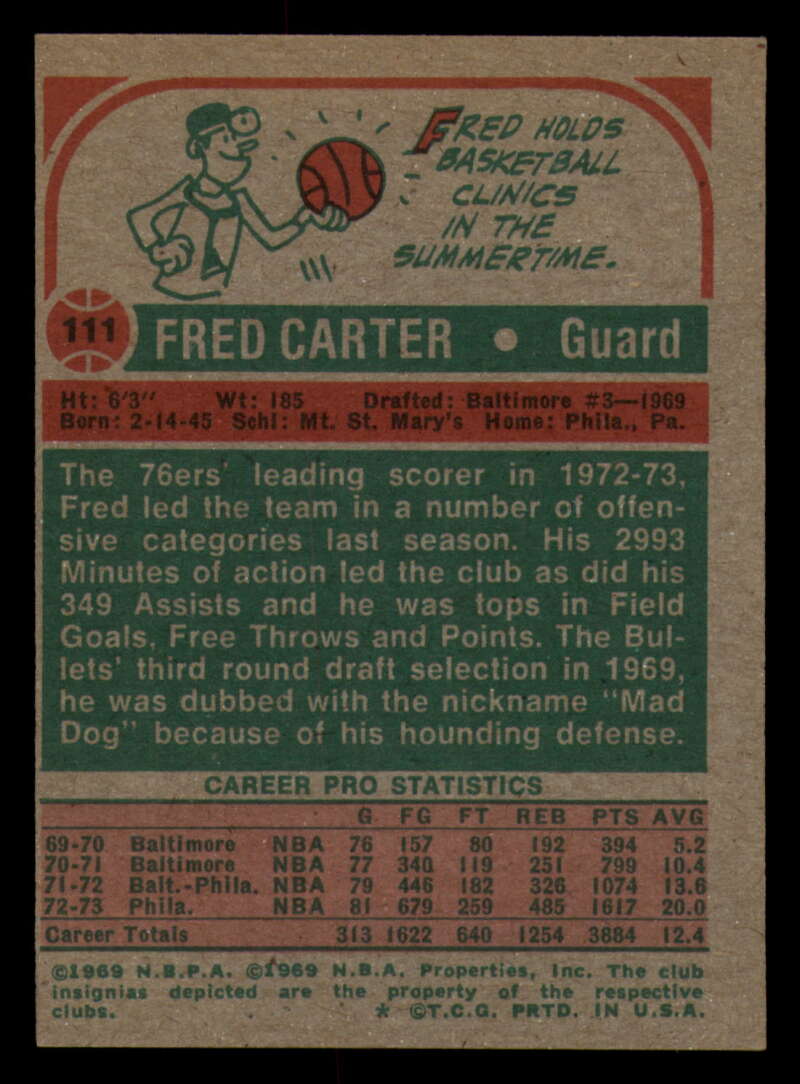 FRED HOLDS
BASKETBALL
CLINICS
IN THE
SUMMERTIME.
111 FRED CARTER • Guard
Ht: 6'3" Wt: 185 Drafted: Baltimore #3—1969
Born: 2-14-45 Schl: Mt. St. Mary's Home: Phila., Pa.
The 76ers' leading scorer in 1972-73,
Fred led the team in a number of offen-
sive categories last season. His 2993
Minutes of action led the club as did his
349 Assists and he was tops in Field
Goals, Free Throws and Points. The Bul-
lets' third round draft selection in 1969,
he was dubbed with the nickname "Mad
Dog" because of his hounding defense.
CAREER PRO STATISTICS
G FG FT REB PTS AVG
69-70 Baltimore NBA 76 157 80 192 394 5.2
70-71 Baltimore NBA 77 340 119 251 799 10.4
71-72 Balt.-Phila. NBA 79 446 182 326 1074 13.6
72-73 Phila. NBA 81 679 259 485 1617 20.0
Career Totals 313 1622 640 1254 3884 12.4
©1969 N.B.P.A. ©1969 N.B.A. Properties, Inc. The club
insignias depicted are the property of the respective
clubs. * ©T.C.G. PRTD. IN U.S.A.